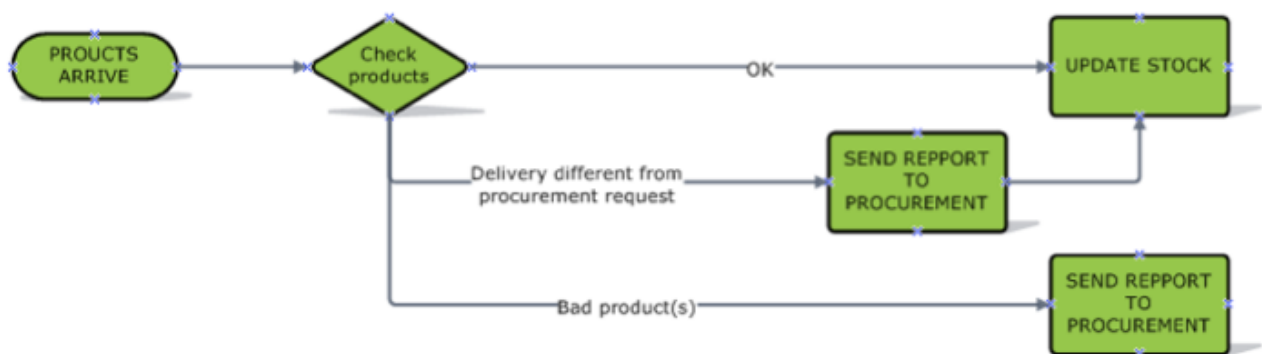 PROUCTS
ARRIVE
Check
products
OK
UPDATE STOCK
Delivery different from
procurement request
SEND REPPORT
TO
PROCUREMENT
Bad product(s)
SEND REPPORT
TO
PROCUREMENT